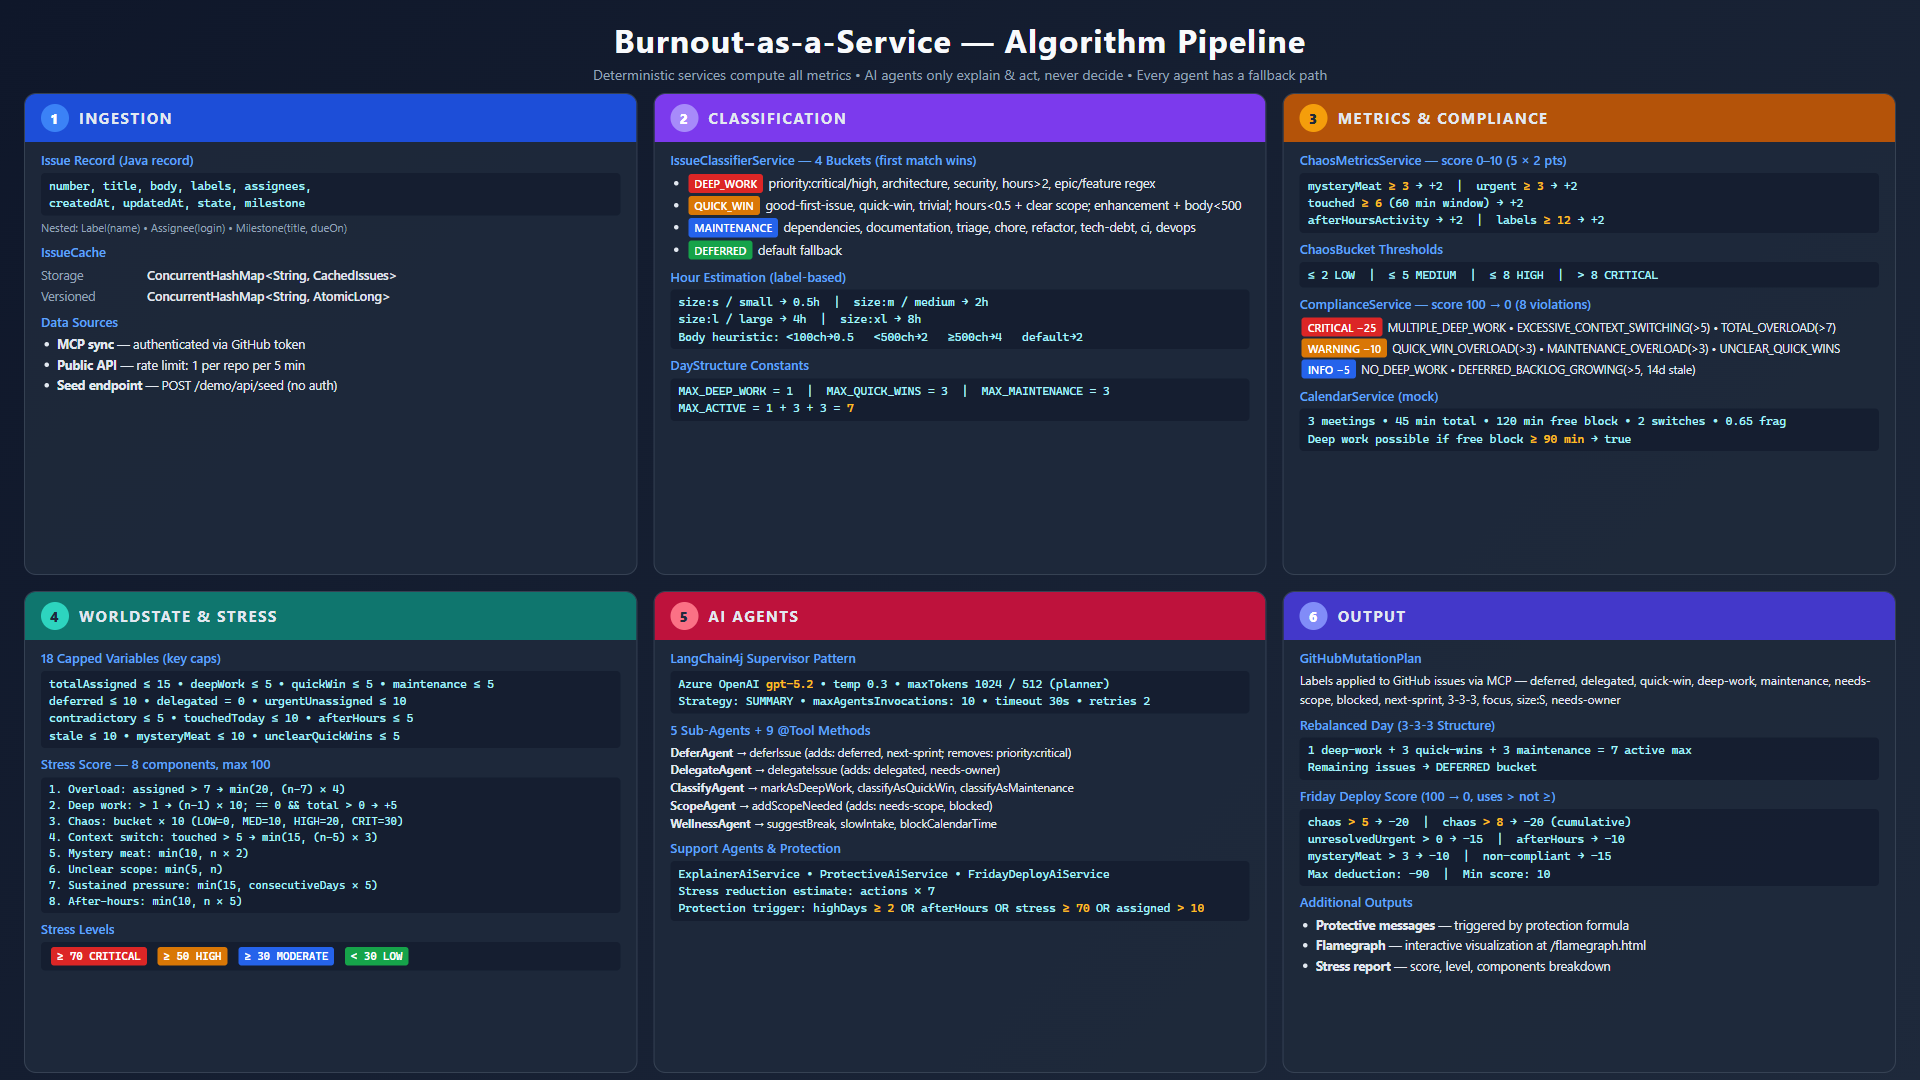 Burnout-as-a-Service — Algorithm Pipeline
Deterministic services compute all metrics • AI agents only explain & act, never decide • Every agent has a fallback path
1 INGESTION
Issue Record (Java record)
number, title, body, labels, assignees,
createdAt, updatedAt, state, milestone
Nested: Label(name) • Assignee(login) • Milestone(title, dueOn)
IssueCache
Storage ConcurrentHashMap<String, CachedIssues>
Versioned ConcurrentHashMap<String, AtomicLong>
Data Sources
• MCP sync — authenticated via GitHub token
• Public API — rate limit: 1 per repo per 5 min
• Seed endpoint — POST /demo/api/seed (no auth)
2 CLASSIFICATION
IssueClassifierService — 4 Buckets (first match wins)
• DEEP_WORK priority:critical/high, architecture, security, hours>2, epic/feature regex
• QUICK_WIN good-first-issue, quick-win, trivial; hours<0.5 + clear scope; enhancement + body<500
• MAINTENANCE dependencies, documentation, triage, chore, refactor, tech-debt, ci, devops
• DEFERRED default fallback
Hour Estimation (label-based)
size:s / small → 0.5h | size:m / medium → 2h
size:l / large → 4h | size:xl → 8h
Body heuristic: <100ch→0.5 <500ch→2 ≥500ch→4 default→2
DayStructure Constants
MAX_DEEP_WORK = 1 | MAX_QUICK_WINS = 3 | MAX_MAINTENANCE = 3
MAX_ACTIVE = 1 + 3 + 3 = 7
3 METRICS & COMPLIANCE
ChaosMetricsService — score 0–10 (5 × 2 pts)
mysteryMeat ≥ 3 → +2 | urgent ≥ 3 → +2
touched ≥ 6 (60 min window) → +2
afterHoursActivity → +2 | labels ≥ 12 → +2
ChaosBucket Thresholds
≤ 2 LOW | ≤ 5 MEDIUM | ≤ 8 HIGH | > 8 CRITICAL
ComplianceService — score 100 → 0 (8 violations)
CRITICAL −25 MULTIPLE_DEEP_WORK • EXCESSIVE_CONTEXT_SWITCHING(>5) • TOTAL_OVERLOAD(>7)
WARNING −10 QUICK_WIN_OVERLOAD(>3) • MAINTENANCE_OVERLOAD(>3) • UNCLEAR_QUICK_WINS
INFO −5 NO_DEEP_WORK • DEFERRED_BACKLOG_GROWING(>5, 14d stale)
CalendarService (mock)
3 meetings • 45 min total • 120 min free block • 2 switches • 0.65 frag
Deep work possible if free block ≥ 90 min → true
4 WORLDSTATE & STRESS
18 Capped Variables (key caps)
totalAssigned ≤ 15 • deepWork ≤ 5 • quickWin ≤ 5 • maintenance ≤ 5
deferred ≤ 10 • delegated = 0 • urgentUnassigned ≤ 10
contradictory ≤ 5 • touchedToday ≤ 10 • afterHours ≤ 5
stale ≤ 10 • mysteryMeat ≤ 10 • unclearQuickWins ≤ 5
Stress Score — 8 components, max 100
1. Overload: assigned > 7 → min(20, (n−7) × 4)
2. Deep work: > 1 → (n−1) × 10; == 0 && total > 0 → +5
3. Chaos: bucket × 10 (LOW=0, MED=10, HIGH=20, CRIT=30)
4. Context switch: touched > 5 → min(15, (n−5) × 3)
5. Mystery meat: min(10, n × 2)
6. Unclear scope: min(5, n)
7. Sustained pressure: min(15, consecutiveDays × 5)
8. After-hours: min(10, n × 5)
Stress Levels
≥ 70 CRITICAL ≥ 50 HIGH ≥ 30 MODERATE < 30 LOW
5 AI AGENTS
LangChain4j Supervisor Pattern
Azure OpenAI gpt-5.2 • temp 0.3 • maxTokens 1024 / 512 (planner)
Strategy: SUMMARY • maxAgentsInvocations: 10 • timeout 30s • retries 2
5 Sub-Agents + 9 @Tool Methods
DeferAgent → deferIssue (adds: deferred, next-sprint; removes: priority:critical)
DelegateAgent → delegateIssue (adds: delegated, needs-owner)
ClassifyAgent → markAsDeepWork, classifyAsQuickWin, classifyAsMaintenance
ScopeAgent → addScopeNeeded (adds: needs-scope, blocked)
WellnessAgent → suggestBreak, slowIntake, blockCalendarTime
Support Agents & Protection
ExplainerAiService • ProtectiveAiService • FridayDeployAiService
Stress reduction estimate: actions × 7
Protection trigger: highDays ≥ 2 OR afterHours OR stress ≥ 70 OR assigned > 10
6 OUTPUT
GitHubMutationPlan
Labels applied to GitHub issues via MCP — deferred, delegated, quick-win, deep-work, maintenance, needs-
scope, blocked, next-sprint, 3-3-3, focus, size:S, needs-owner
Rebalanced Day (3-3-3 Structure)
1 deep-work + 3 quick-wins + 3 maintenance = 7 active max
Remaining issues → DEFERRED bucket
Friday Deploy Score (100 → 0, uses > not ≥)
chaos > 5 → −20 | chaos > 8 → −20 (cumulative)
unresolvedUrgent > 0 → −15 | afterHours → −10
mysteryMeat > 3 → −10 | non-compliant → −15
Max deduction: −90 | Min score: 10
Additional Outputs
• Protective messages — triggered by protection formula
• Flamegraph — interactive visualization at /flamegraph.html
• Stress report — score, level, components breakdown